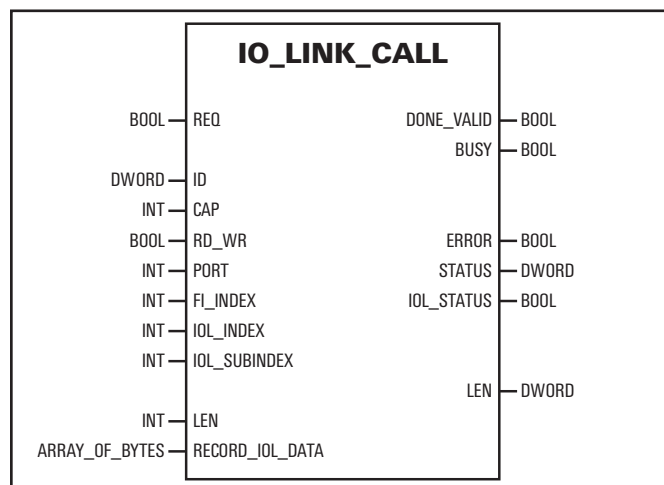 IO_LINK_CALL
BOOL REQ DONE_VALID BOOL
BUSY BOOL
DWORD ID
INT CAP
BOOL RD_WR ERROR BOOL
INT PORT STATUS DWORD
INT FI_INDEX IOL_STATUS BOOL
INT IOL_INDEX
INT IOL_SUBINDEX
LEN DWORD
INT LEN
ARRAY_OF_BYTES RECORD_IOL_DATA